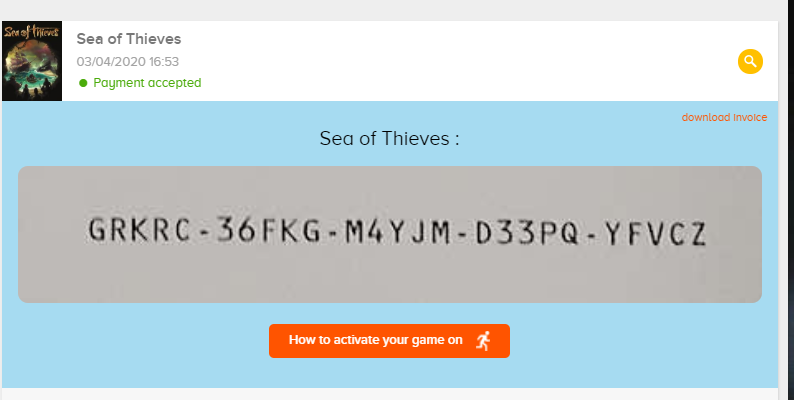 Sea of Thieves
Sea of Thieves
03/04/2020 16:53
Payment accepted
download invoice
Sea of Thieves :
GRKRC-36FKG-M4YJM-D33PQ-YFVCZ
How to activate your game on